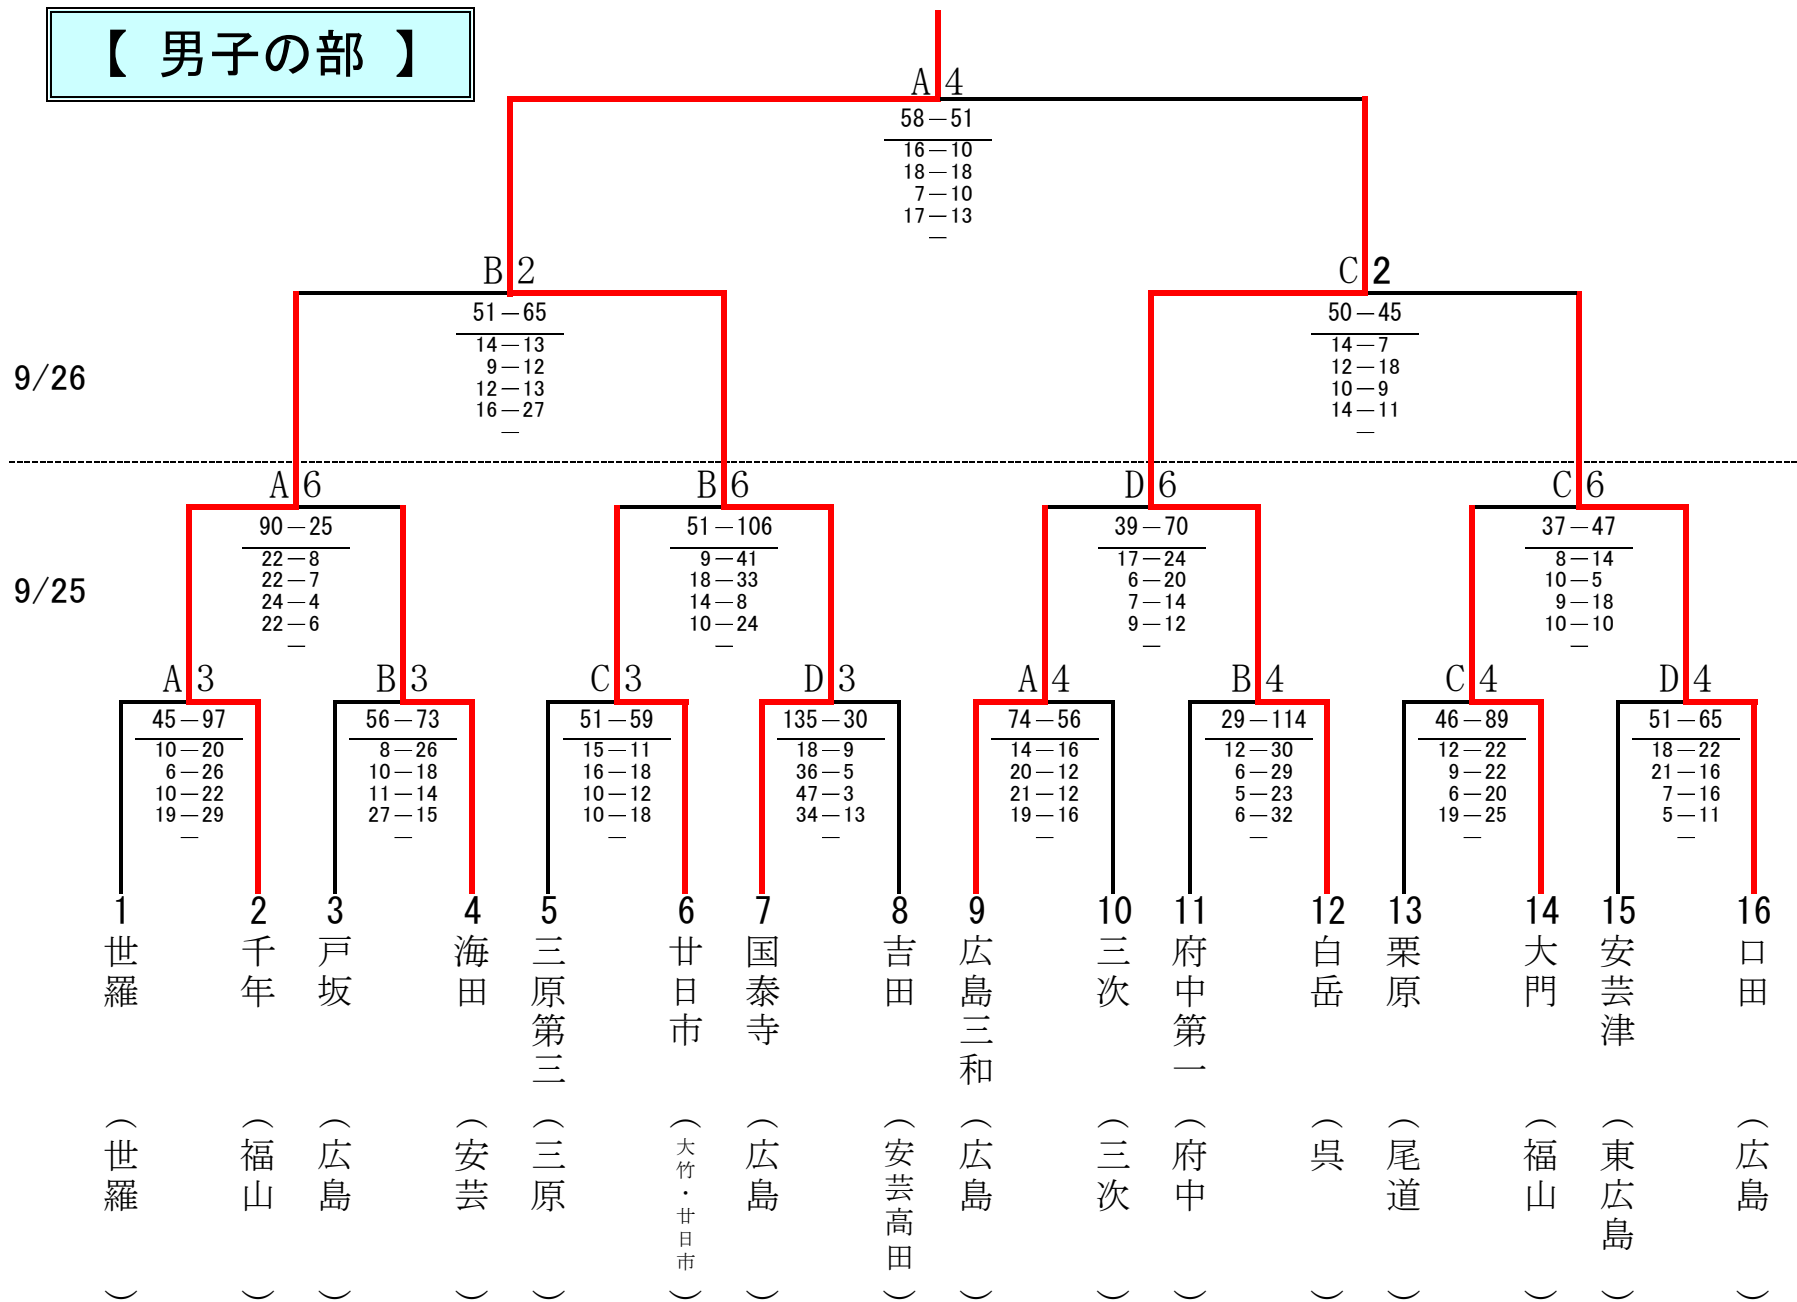 【 男子の部 】
A 4
58－51
16－10
18－18
7－10
17－13
－
B 2
C 2
51－65
14－13
9－12
12－13
16－27
－
50－45
14－7
12－18
10－9
14－11
－
9/26
A 6
B 6
D 6
C 6
90－25
22－8
22－7
24－4
22－6
－
51－106
9－41
18－33
14－8
10－24
－
39－70
17－24
6－20
7－14
9－12
－
37－47
8－14
10－5
9－18
10－10
－
9/25
A 3
B 3
C 3
D 3
A 4
B 4
C 4
D 4
45－97
10－20
6－26
10－22
19－29
－
56－73
8－26
10－18
11－14
27－15
－
51－59
15－11
16－18
10－12
10－18
－
135－30
18－9
36－5
47－3
34－13
－
74－56
14－16
20－12
21－12
19－16
－
29－114
12－30
6－29
5－23
6－32
－
46－89
12－22
9－22
6－20
19－25
－
51－65
18－22
21－16
7－16
5－11
－
1
世羅
（世羅）
2
千年
（福山）
3
戸坂
（広島）
4
海田
（安芸）
5
三原第三
（三原）
6
廿日市
（大竹・廿日市）
7
国泰寺
（広島）
8
吉田
（安芸高田）
9
広島三和
（広島）
10
三次
（三次）
11
府中第一
（府中）
12
白岳
（呉）
13
栗原
（尾道）
14
大門
（福山）
15
安芸津
（東広島）
16
口田
（広島）